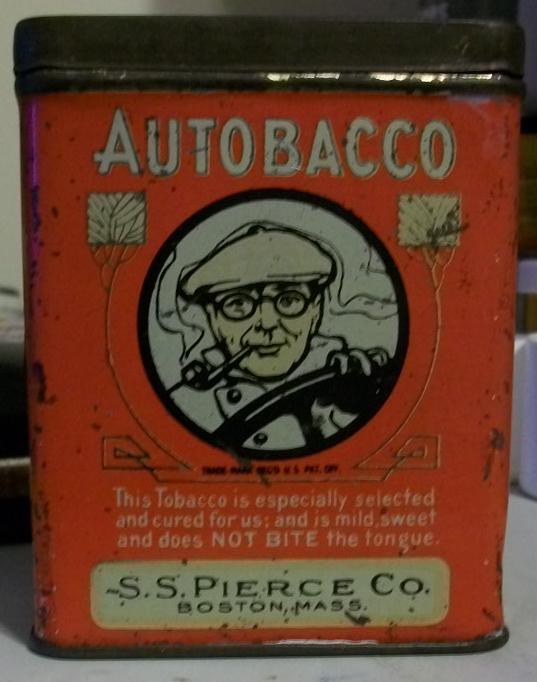 AUTOBACCO
TRADE MARK REG'D U.S. PAT. OFF.
This Tobacco is especially selected
and cured for us; and is mild, sweet
and does NOT BITE the tongue.
S.S. PIERCE CO.
BOSTON, MASS.